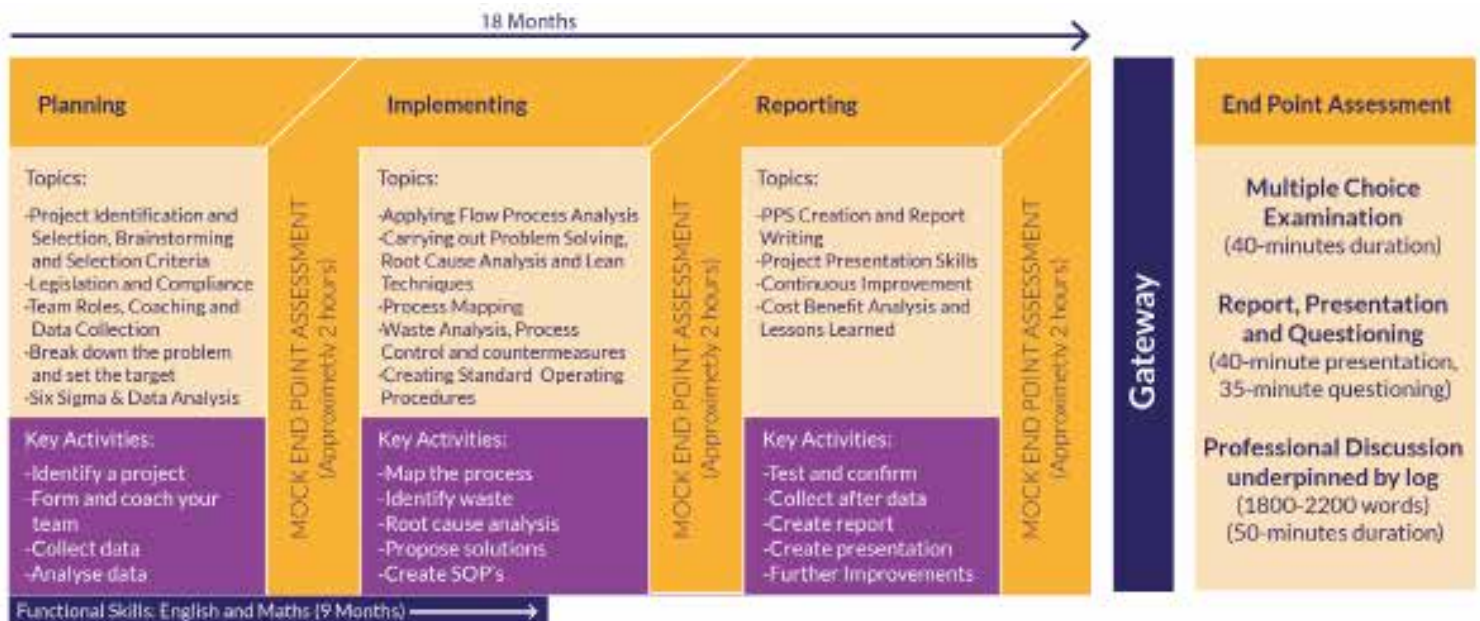 18 Months
Planning
Topics:
-Project Identification and
Selection, Brainstorming
and Selection Criteria
-Legislation and Compliance
-Team Roles, Coaching and
Data Collection
-Break down the problem
and set the target
-Six Sigma & Data Analysis
Key Activities:
-Identify a project
-Form and coach your
team
-Collect data
-Analyse data
MOCK END POINT ASSESSMENT
(Approximetly 2 hours)
Implementing
Topics:
-Applying Flow Process Analysis
-Carrying out Problem Solving,
Root Cause Analysis and Lean
Techniques
-Process Mapping
-Waste Analysis, Process
Control and countermeasures
-Creating Standard Operating
Procedures
Key Activities:
-Map the process
-Identify waste
-Root cause analysis
-Propose solutions
-Create SOP's
MOCK END POINT ASSESSMENT
(Approximetly 2 hours)
Reporting
Topics:
-PPS Creation and Report
Writing
-Project Presentation Skills
-Continuous Improvement
-Cost Benefit Analysis and
Lessons Learned
Key Activities:
-Test and confirm
-Collect after data
-Create report
-Create presentation
-Further Improvements
MOCK END POINT ASSESSMENT
(Approximetly 2 hours)
Functional Skills: English and Maths (9 Months)
Gateway
End Point Assessment
Multiple Choice
Examination
(40-minutes duration)
Report, Presentation
and Questioning
(40-minute presentation,
35-minute questioning)
Professional Discussion
underpinned by log
(1800-2200 words)
(50-minutes duration)